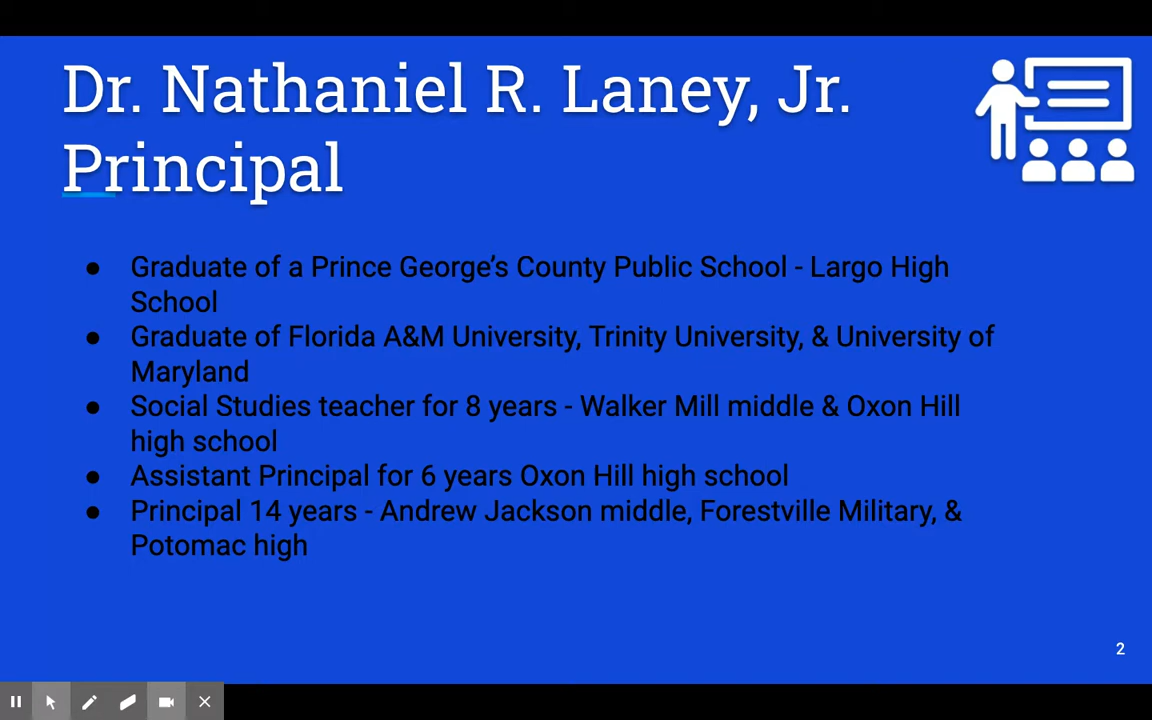 Dr. Nathaniel R. Laney, Jr.
Principal
● Graduate of a Prince George’s County Public School - Largo High
School
● Graduate of Florida A&M University, Trinity University, & University of
Maryland
● Social Studies teacher for 8 years - Walker Mill middle & Oxon Hill
high school
● Assistant Principal for 6 years Oxon Hill high school
● Principal 14 years - Andrew Jackson middle, Forestville Military, &
Potomac high
2